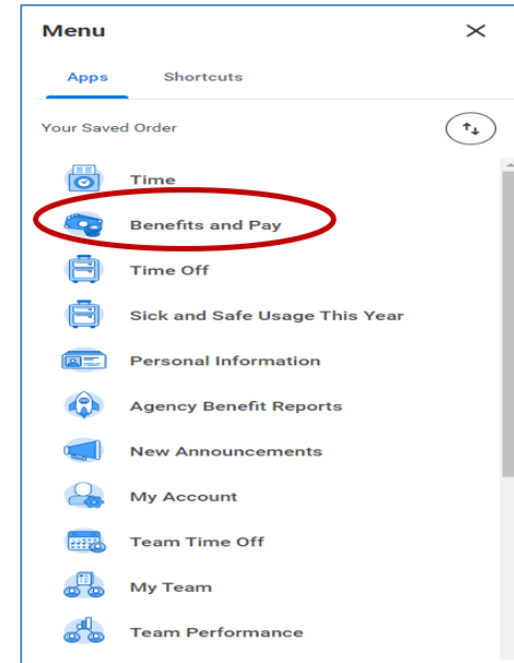 Menu
Apps Shortcuts
Your Saved Order
Time
Benefits and Pay
Time Off
Sick and Safe Usage This Year
Personal Information
Agency Benefit Reports
New Announcements
My Account
Team Time Off
My Team
Team Performance